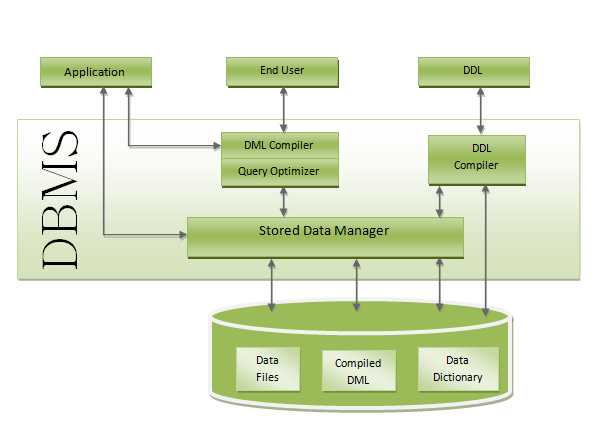 Application
End User
DDL
DBMS
DML Compiler
Query Optimizer
DDL
Compiler
Stored Data Manager
Data
Files
Compiled
DML
Data
Dictionary